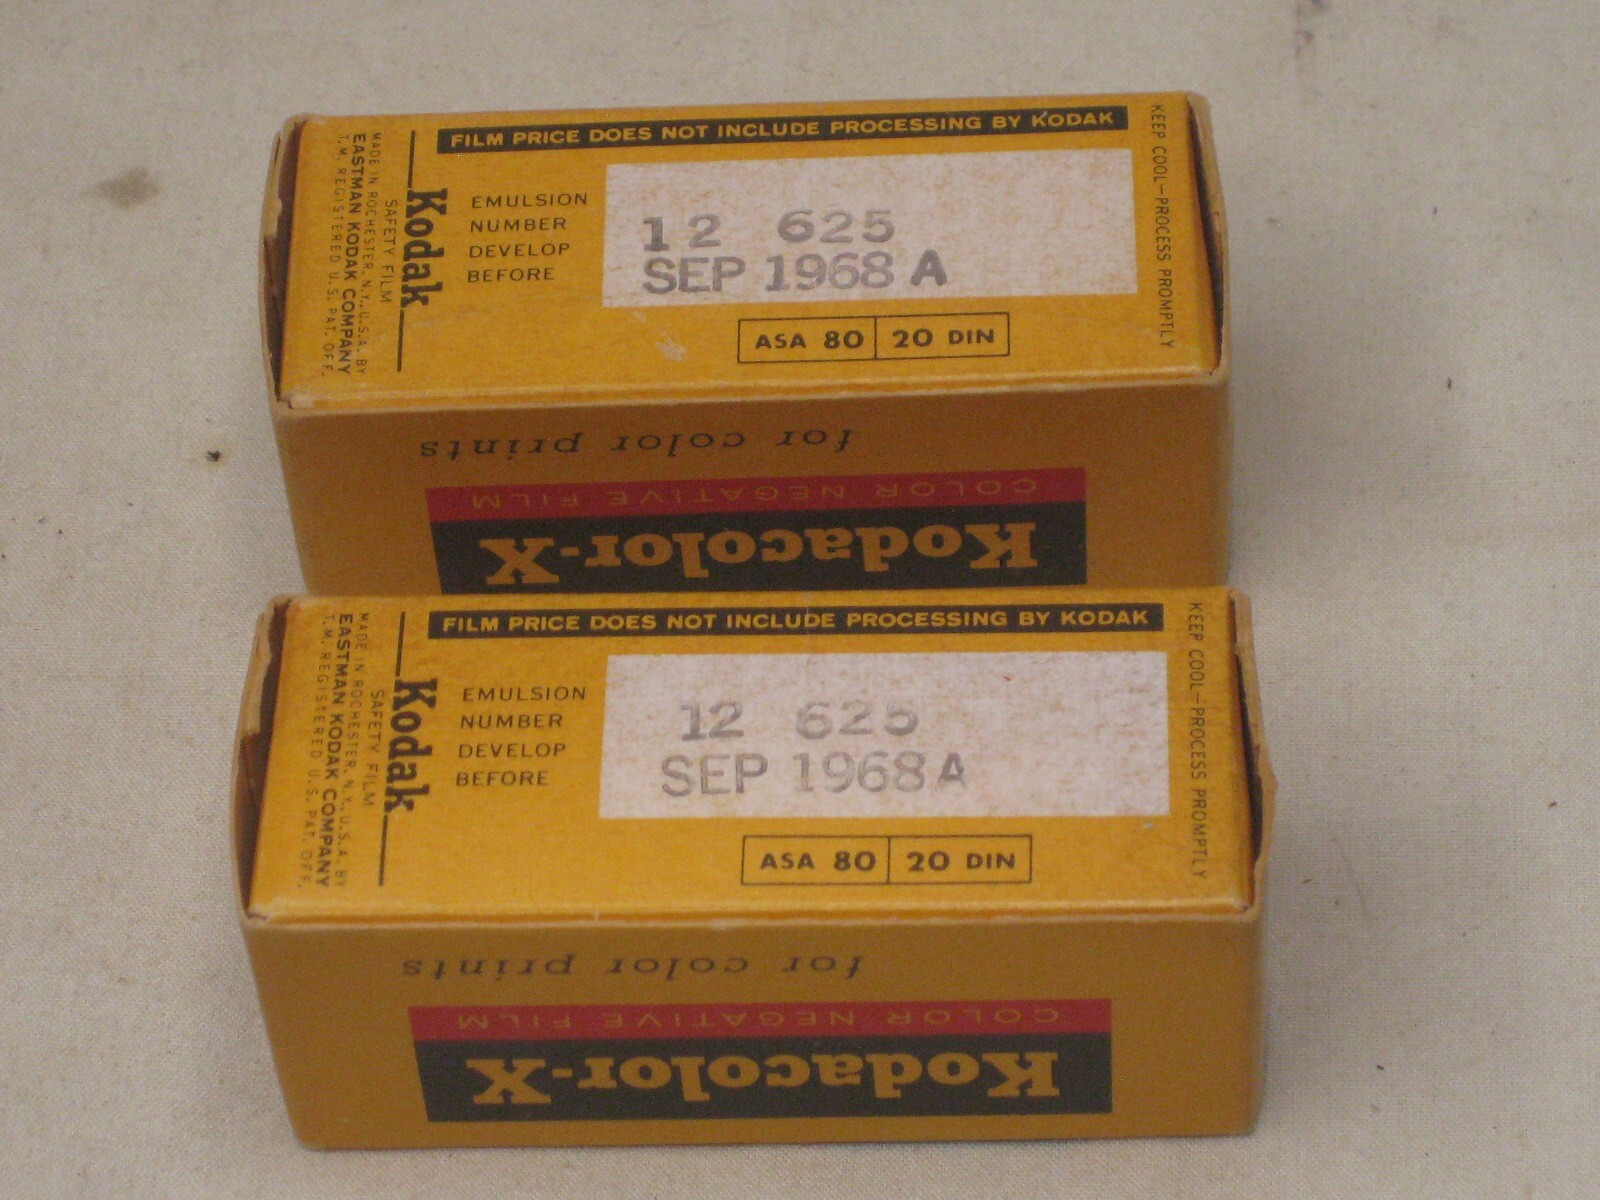 FILM PRICE DOES NOT INCLUDE PROCESSING BY KODAK
EMULSION
NUMBER
DEVELOP
BEFORE
12 625
SEP 1968 A
ASA 80 20 DIN
Kodak
SAFETY FILM
MADE IN ROCHESTER, N.Y., U.S.A. BY
EASTMAN KODAK COMPANY
T.M. REGISTERED U.S. PAT. OFF.
KEEP COOL—PROCESS PROMPTLY
for color prints
COLOR NEGATIVE FILM
Kodacolor-X
FILM PRICE DOES NOT INCLUDE PROCESSING BY KODAK
EMULSION
NUMBER
DEVELOP
BEFORE
12 625
SEP 1968 A
ASA 80 20 DIN
Kodak
SAFETY FILM
MADE IN ROCHESTER, N.Y., U.S.A. BY
EASTMAN KODAK COMPANY
T.M. REGISTERED U.S. PAT. OFF.
KEEP COOL—PROCESS PROMPTLY
for color prints
COLOR NEGATIVE FILM
Kodacolor-X